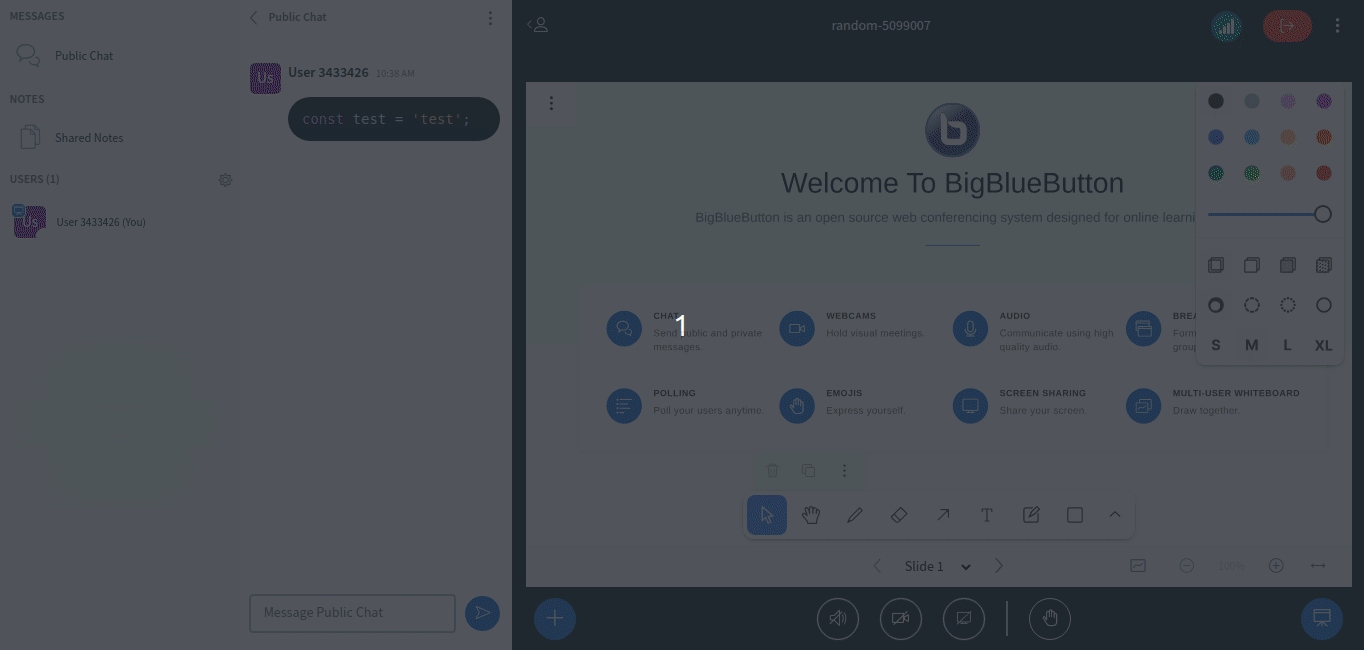 MESSAGES
Public Chat
NOTES
Shared Notes
USERS (1)
Us
User 3433426 (You)
Public Chat
Us
User 3433426 10:38 AM
const test = 'test';
Message Public Chat
random-5099007
Welcome To BigBlueButton
BigBlueButton is an open source web conferencing system designed for online learni
CHAT
Send public and private
messages.
WEBCAMS
Hold visual meetings.
AUDIO
Communicate using high
quality audio.
BREA
Form
group
POLLING
Poll your users anytime.
EMOJIS
Express yourself.
SCREEN SHARING
Share your screen.
MULTI-USER WHITEBOARD
Draw together.
1
S M L XL
T
Slide 1
100%